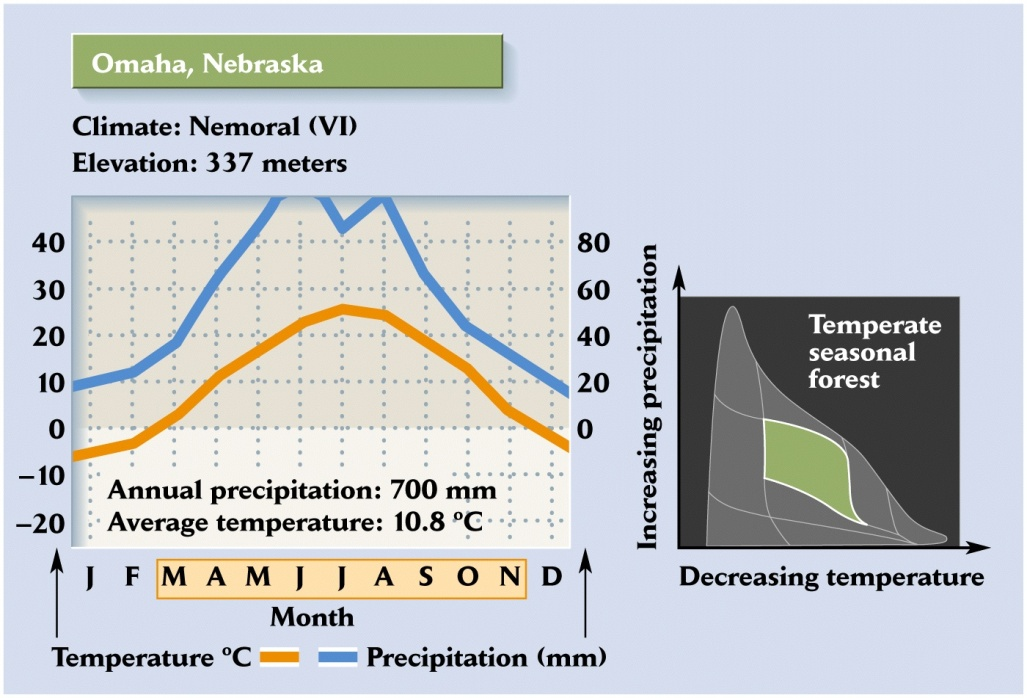 Omaha, Nebraska
Climate: Nemoral (VI)
Elevation: 337 meters
40
30
20
10
0
–10
–20
80
60
40
20
0
Annual precipitation: 700 mm
Average temperature: 10.8 ºC
J F M A M J J A S O N D
Month
Temperature ºC
Precipitation (mm)
Increasing precipitation
Temperate
seasonal
forest
Decreasing temperature